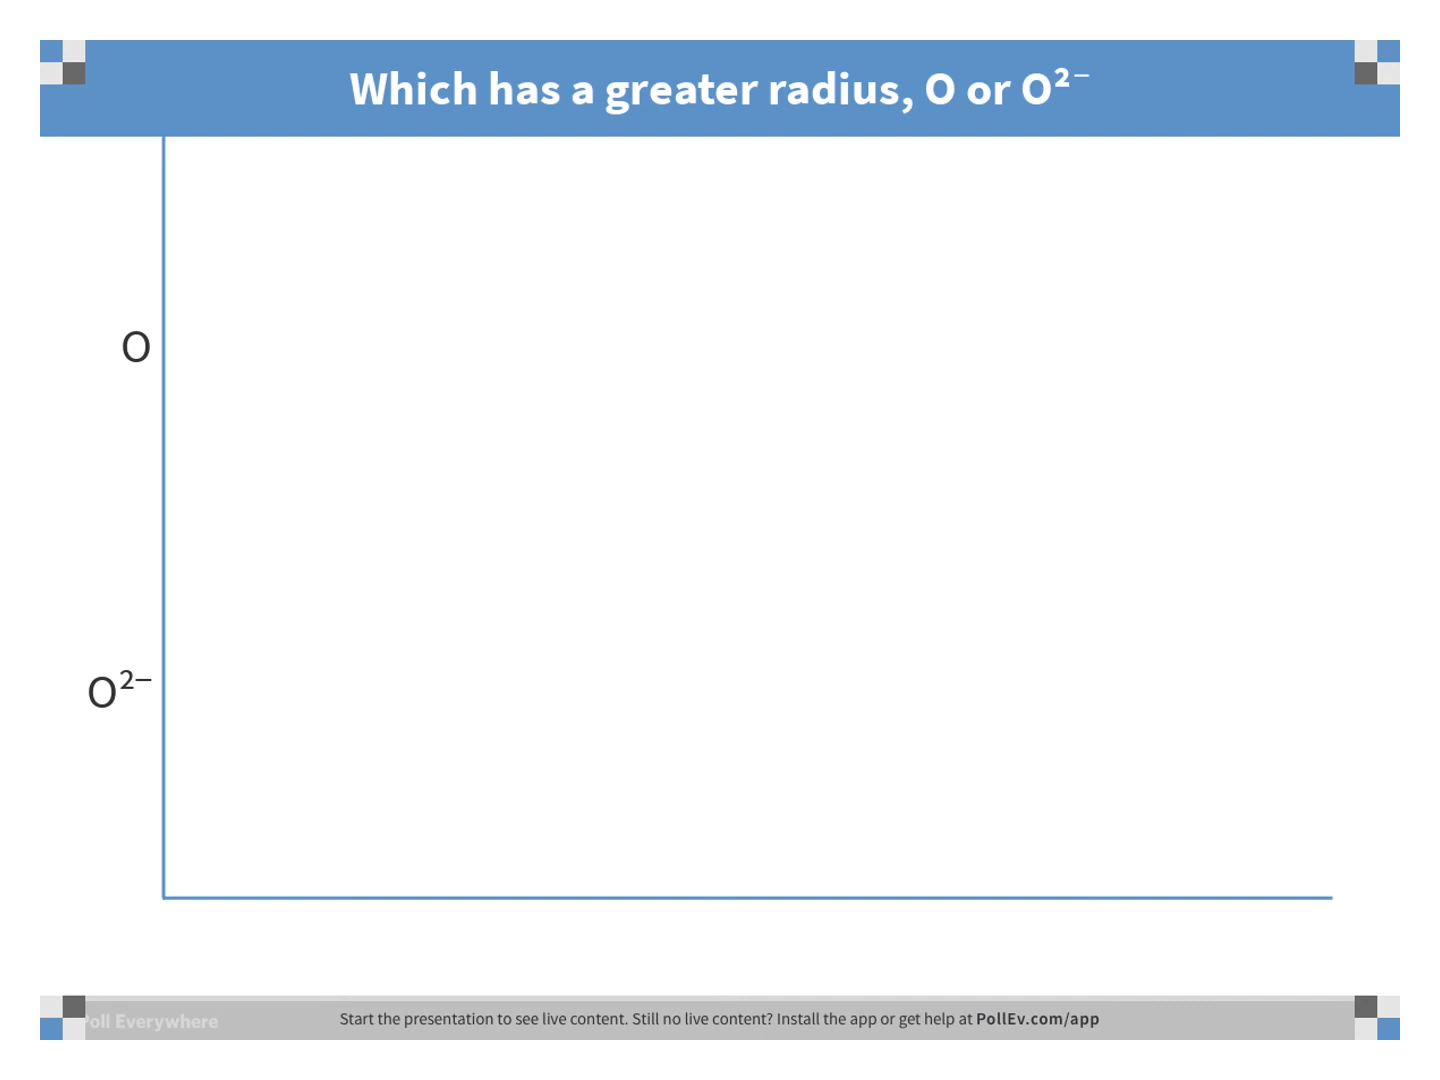 Which has a greater radius, O or O²⁻
O
O²⁻
Poll Everywhere
Start the presentation to see live content. Still no live content? Install the app or get help at PollEv.com/app